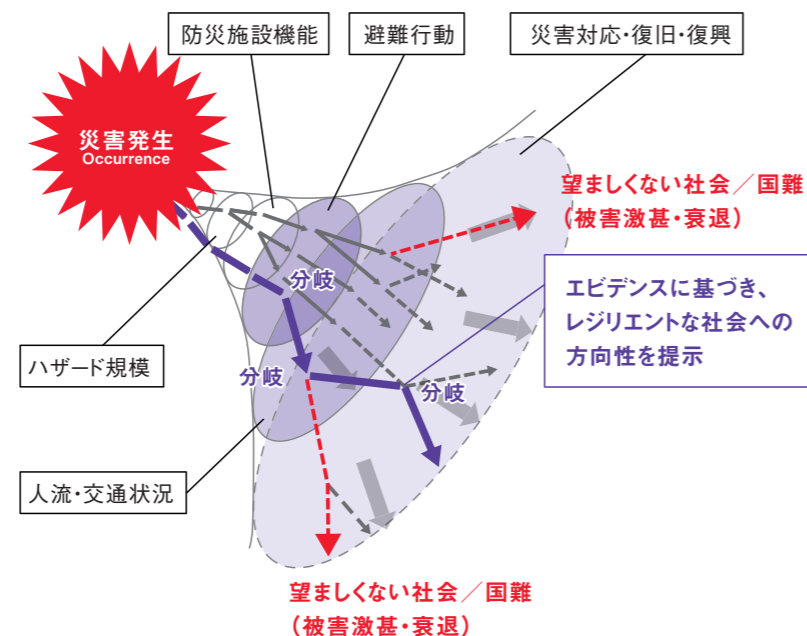 防災施設機能
避難行動
災害対応・復旧・復興
災害発生
Occurrence
望ましくない社会／国難
（被害激甚・衰退）
分岐
エビデンスに基づき、
レジリエントな社会への
方向性を提示
ハザード規模
分岐
分岐
人流・交通状況
望ましくない社会／国難
（被害激甚・衰退）